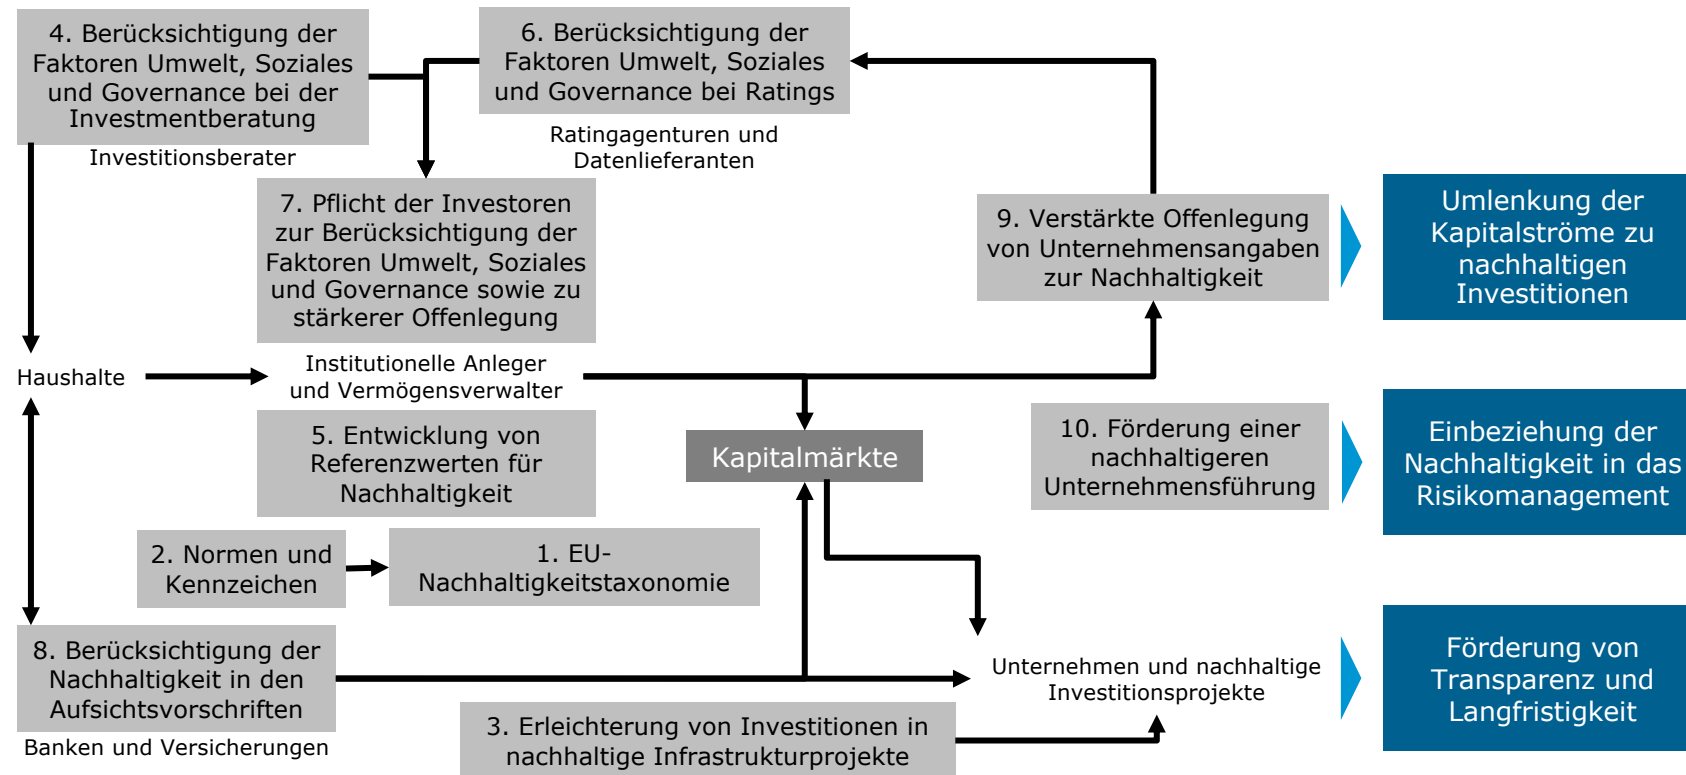 4. Berücksichtigung der
Faktoren Umwelt, Soziales
und Governance bei der
Investmentberatung
Investitionsberater
6. Berücksichtigung der
Faktoren Umwelt, Soziales
und Governance bei Ratings
Ratingagenturen und
Datenlieferanten
7. Pflicht der Investoren
zur Berücksichtigung der
Faktoren Umwelt, Soziales
und Governance sowie zu
stärkerer Offenlegung
Institutionelle Anleger
und Vermögensverwalter
9. Verstärkte Offenlegung
von Unternehmensangaben
zur Nachhaltigkeit
Umlenkung der
Kapitalströme zu
nachhaltigen
Investitionen
Haushalte
5. Entwicklung von
Referenzwerten für
Nachhaltigkeit
Kapitalmärkte
10. Förderung einer
nachhaltigeren
Unternehmensführung
Einbeziehung der
Nachhaltigkeit in das
Risikomanagement
2. Normen und
Kennzeichen
1. EU-
Nachhaltigkeitstaxonomie
8. Berücksichtigung der
Nachhaltigkeit in den
Aufsichtsvorschriften
Banken und Versicherungen
Unternehmen und nachhaltige
Investitionsprojekte
3. Erleichterung von Investitionen in
nachhaltige Infrastrukturprojekte
Förderung von
Transparenz und
Langfristigkeit